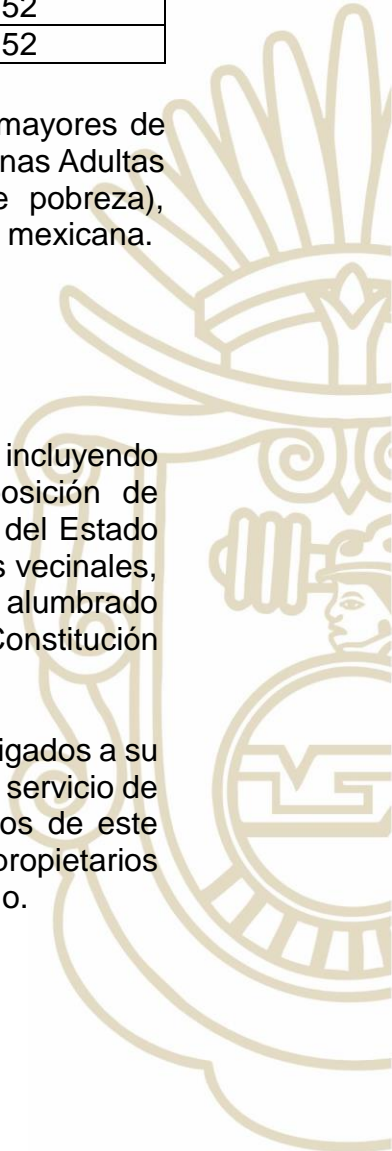 52
52
mayores de
nas Adultas
e pobreza),
mexicana.
incluyendo
osición de
del Estado
s vecinales,
alumbrado
Constitución
igados a su
servicio de
os de este
propietarios
o.